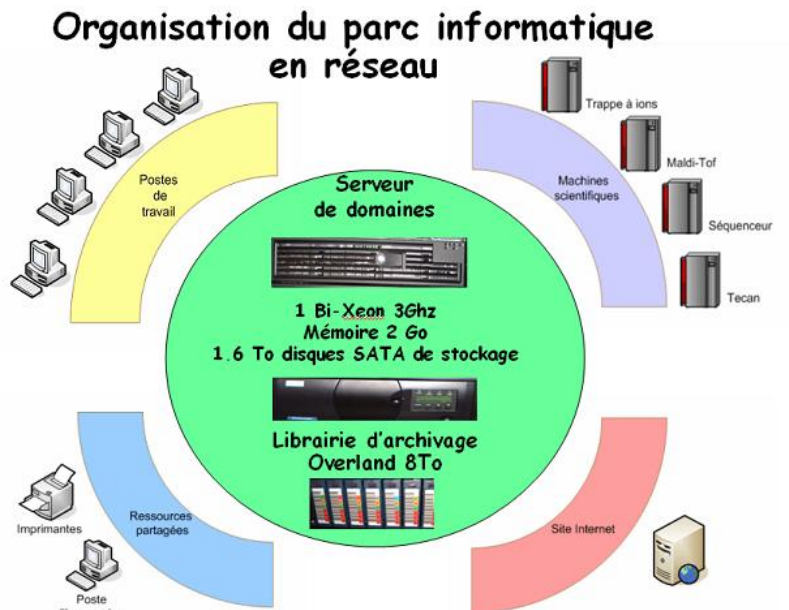 Organisation du parc informatique
en réseau
Postes
de
travail
Trappe à ions
Maldi-Tof
Machines
scientifiques
Séquenceur
Tecan
Serveur
de domaines
1 Bi-Xeon 3Ghz
Mémoire 2 Go
1.6 To disques SATA de stockage
Librairie d'archivage
Overland 8To
Imprimantes
Ressources
partagées
Poste
Site Internet